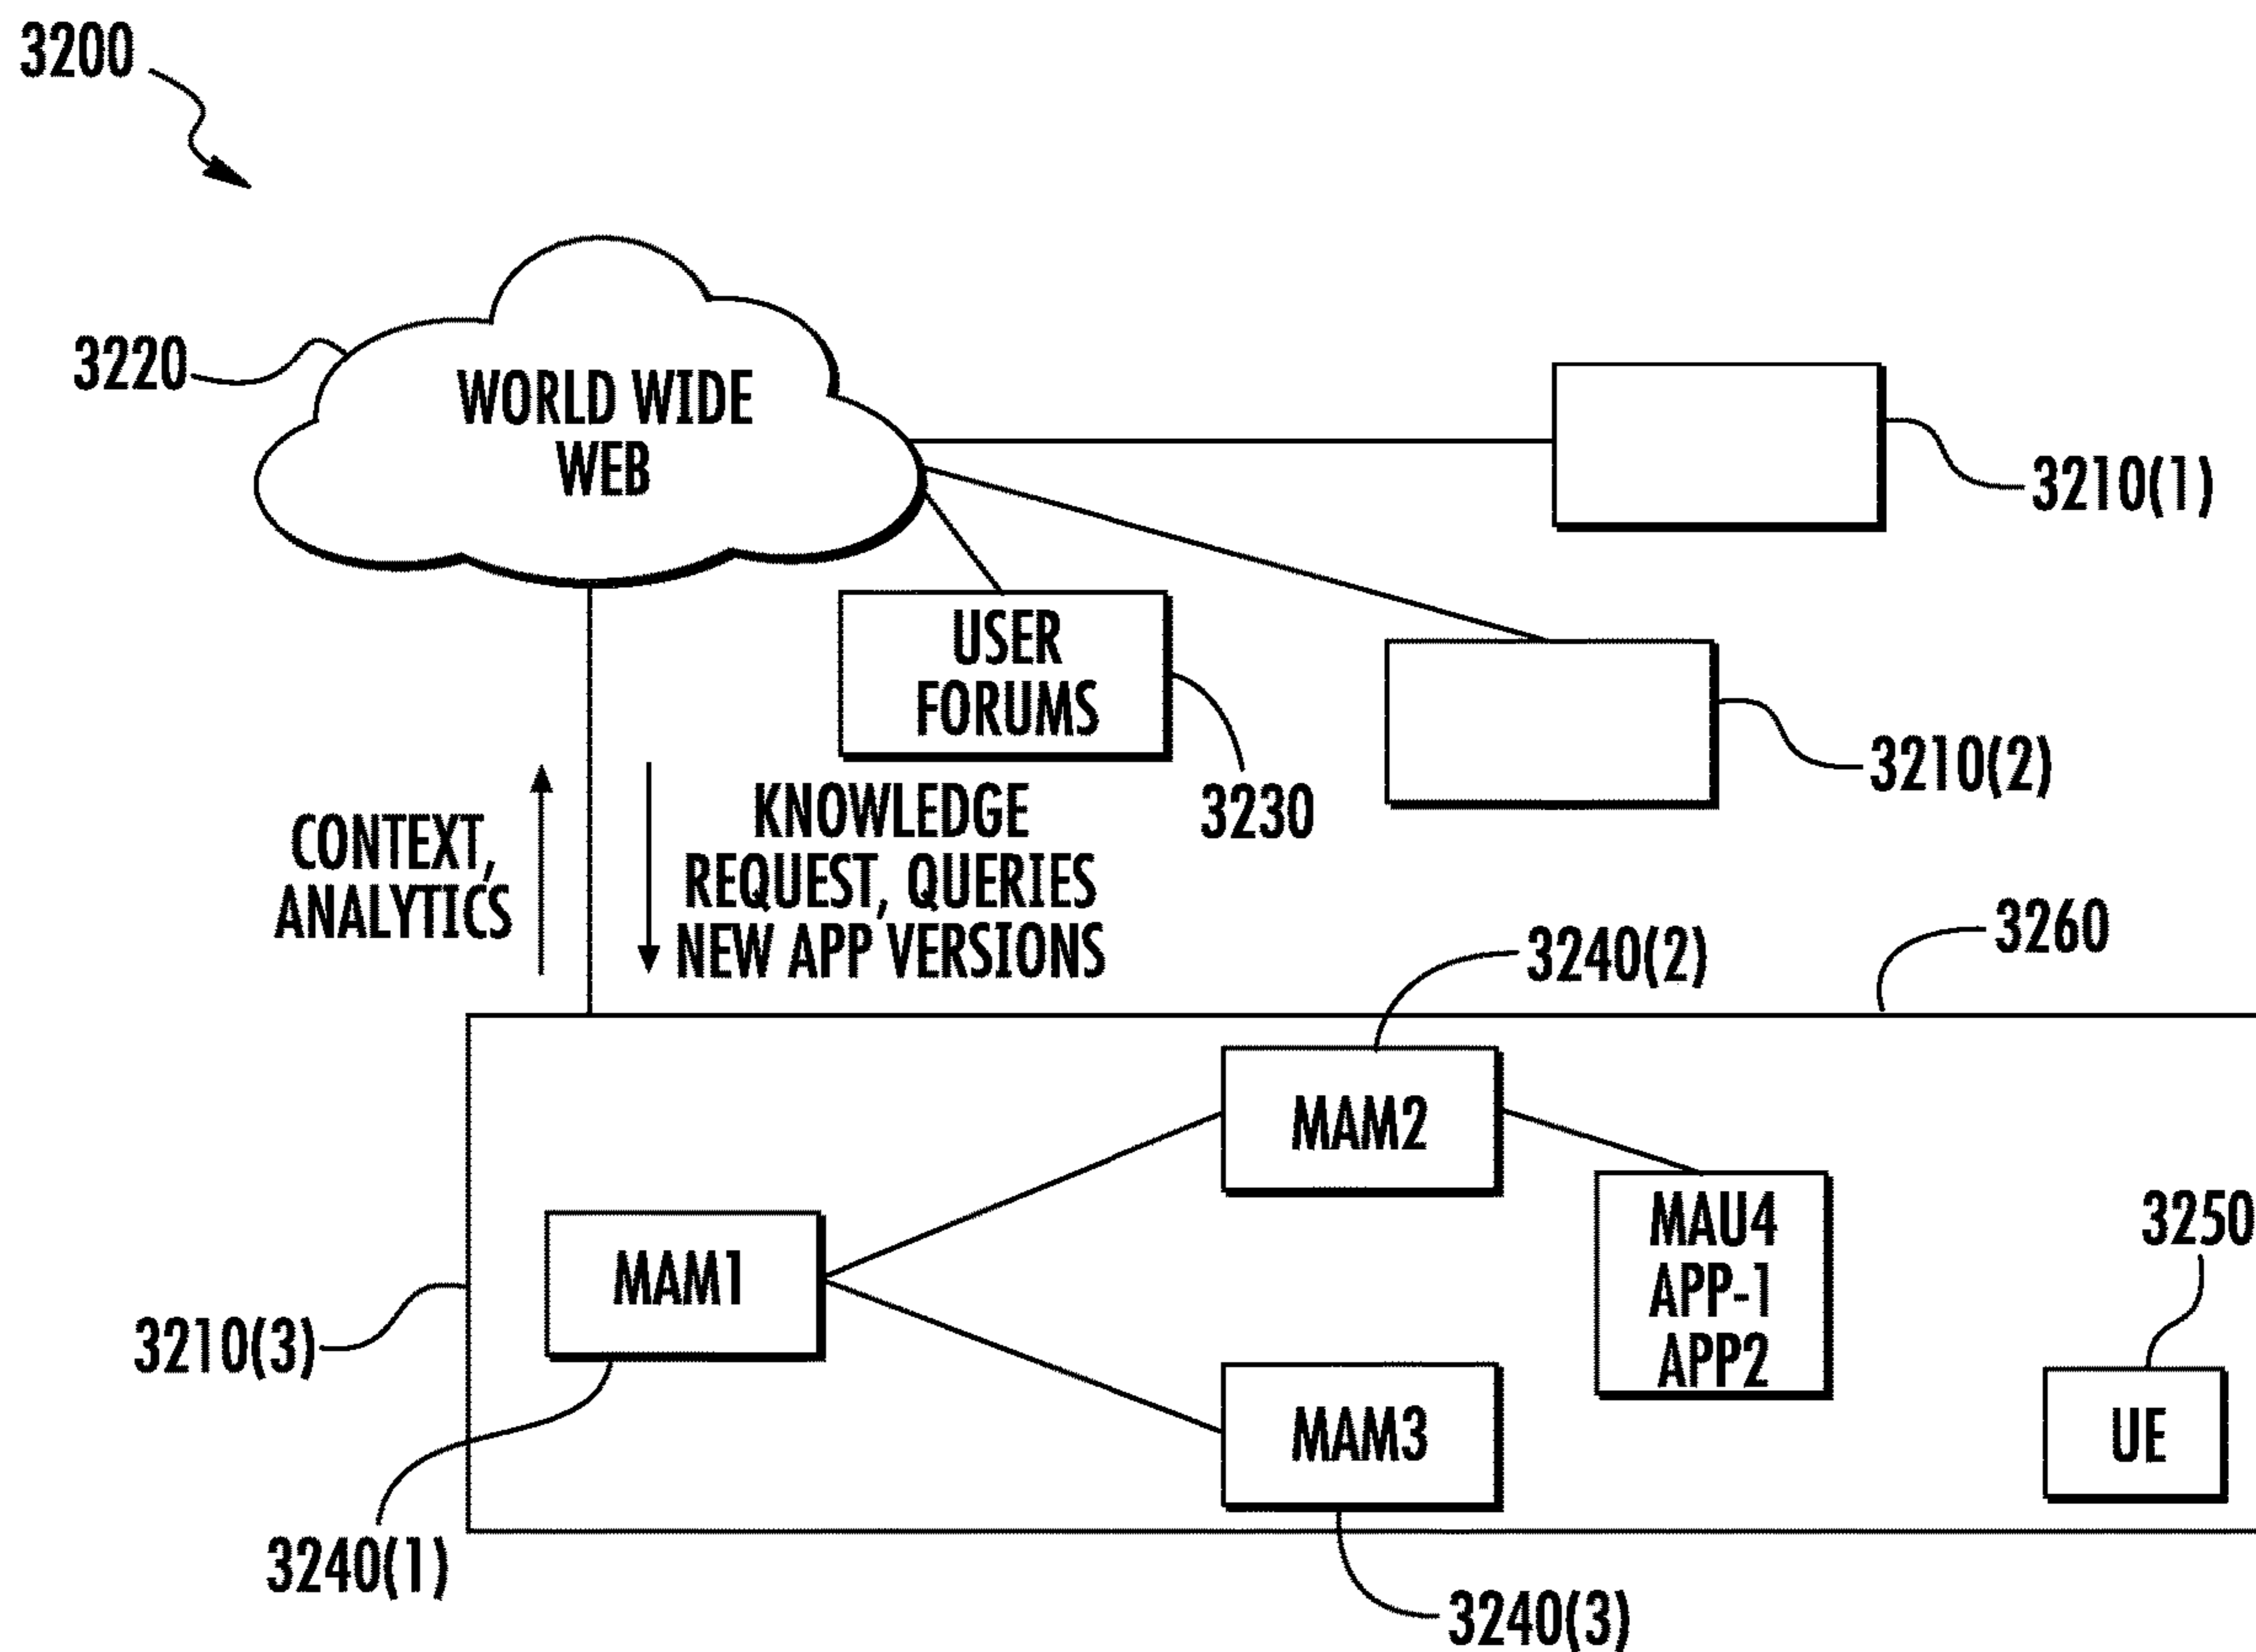 3200
3220
WORLD WIDE
WEB
3210(1)
USER
FORUMS
3230
3210(2)
CONTEXT,
ANALYTICS
KNOWLEDGE
REQUEST, QUERIES
NEW APP VERSIONS
3240(2)
3260
MAM2
MAU4
APP-1
APP2
3250
MAM1
3210(3)
MAM3
UE
3240(1)
3240(3)